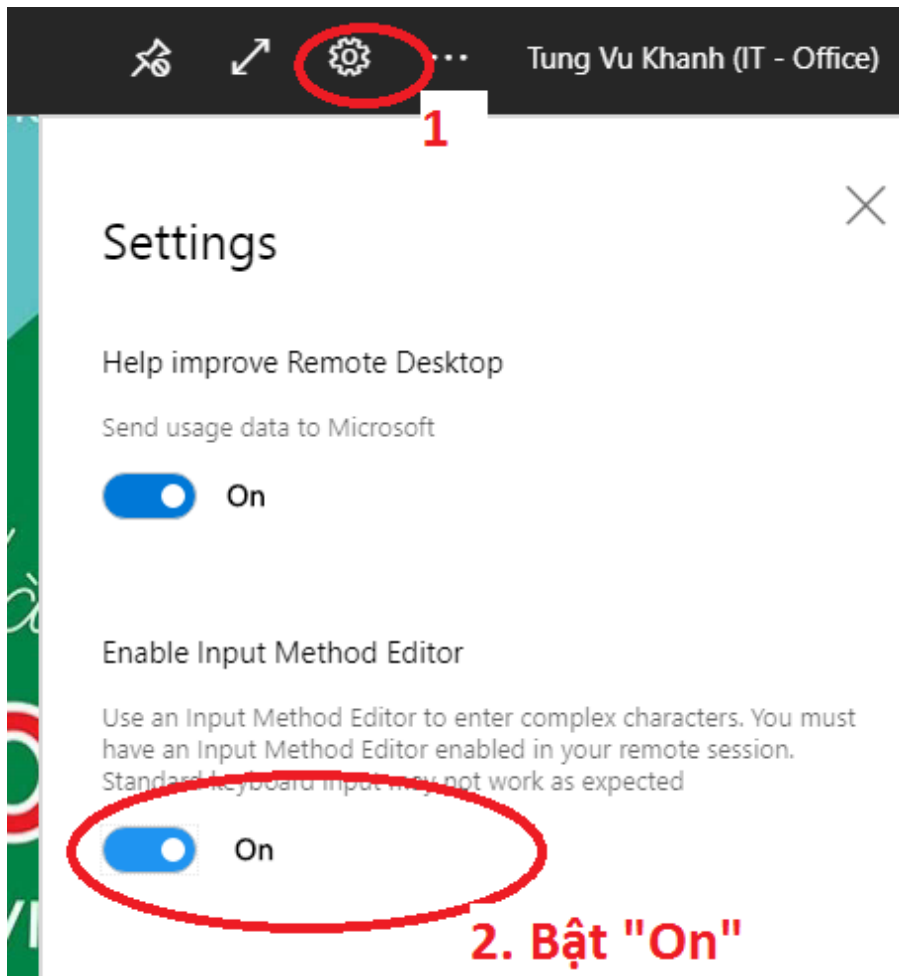 Tung Vu Khanh (IT - Office)
1
Settings
Help improve Remote Desktop
Send usage data to Microsoft
On
Enable Input Method Editor
Use an Input Method Editor to enter complex characters. You must
have an Input Method Editor enabled in your remote session.
Standard keyboard input may not work as expected
On
2. Bật "On"